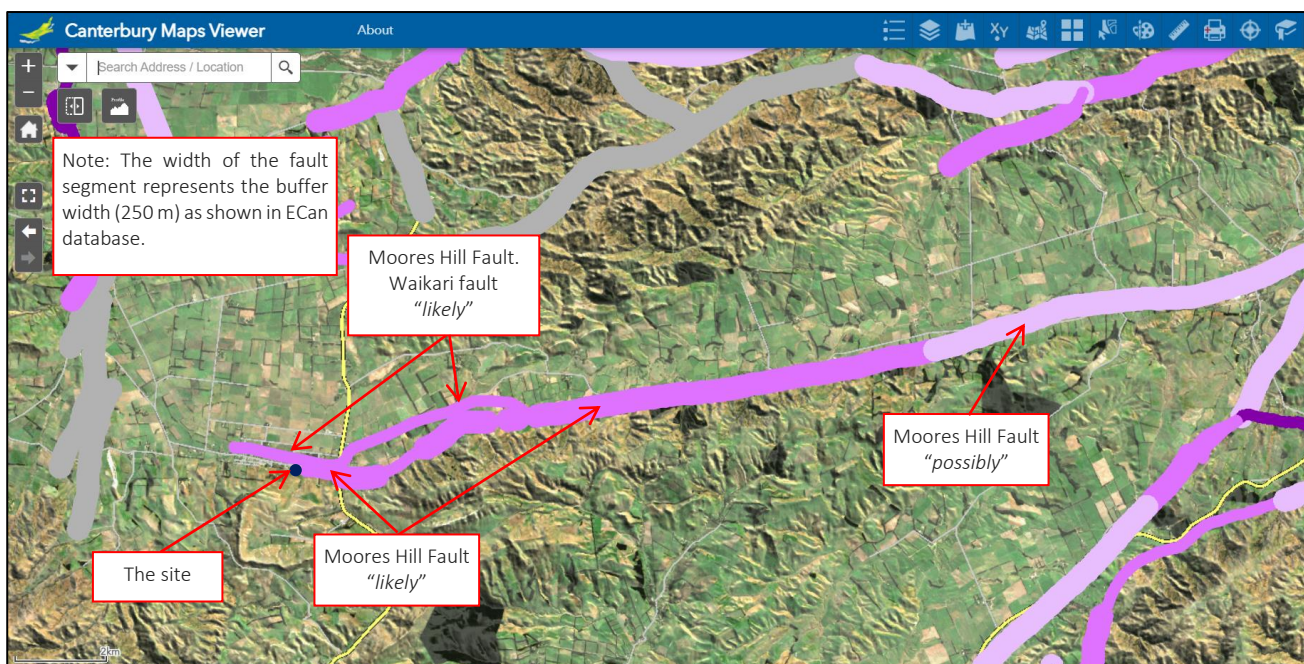 Canterbury Maps Viewer
About
+
Search Address / Location
−
Profile
Note: The width of the fault
segment represents the buffer
width (250 m) as shown in ECan
database.
Moores Hill Fault.
Waikari fault
“likely”
Moores Hill Fault
“possibly”
Moores Hill Fault
“likely”
The site
2km
XY